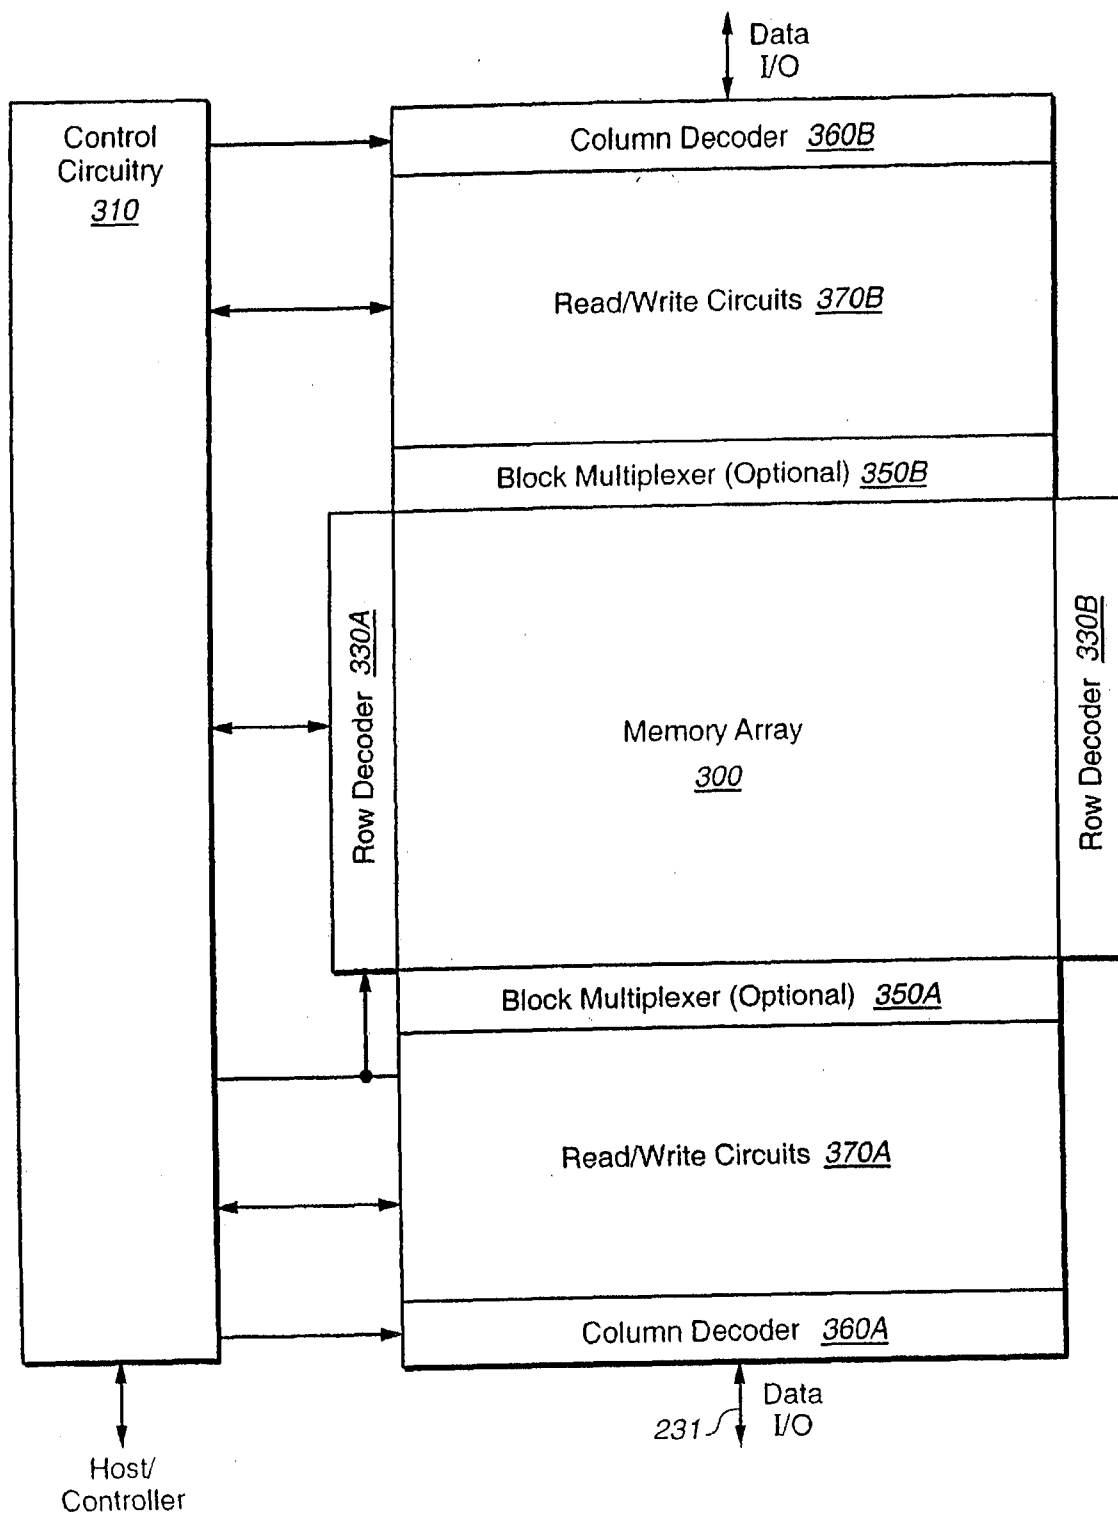 Data
I/O
Control
Circuitry
310
Column Decoder 360B
Read/Write Circuits 370B
Block Multiplexer (Optional) 350B
Row Decoder 330A
Memory Array
300
Row Decoder 330B
Block Multiplexer (Optional) 350A
Read/Write Circuits 370A
Column Decoder 360A
231
Data
I/O
Host/
Controller